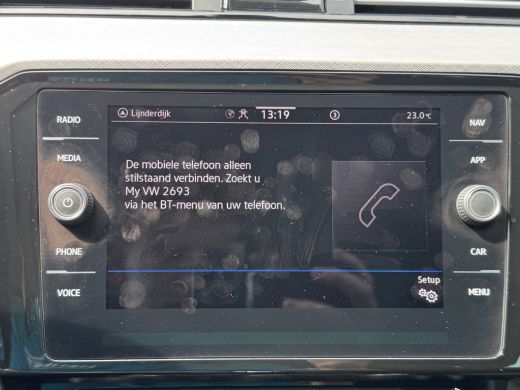 RADIO
MEDIA
PHONE
VOICE
Lijnderdijk
13:19
3
23.0°C
De mobiele telefoon alleen
stilstaand verbinden. Zoekt u
My VW 2693
via het BT-menu van uw telefoon.
Setup
NAV
APP
CAR
MENU